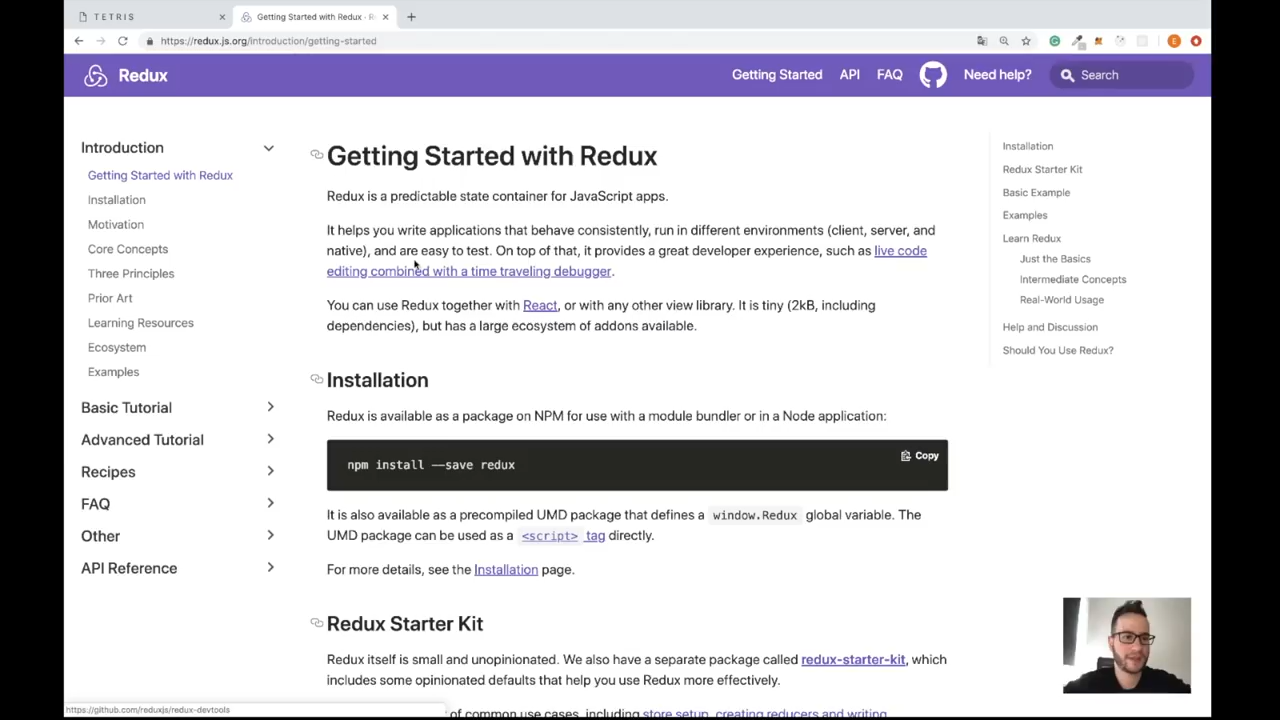 TETRIS
Getting Started with Redux · R
https://redux.js.org/introduction/getting-started
E
Redux
Getting Started
API
FAQ
Need help?
Search
Introduction
Getting Started with Redux
Installation
Motivation
Core Concepts
Three Principles
Prior Art
Learning Resources
Ecosystem
Examples
Basic Tutorial
Advanced Tutorial
Recipes
FAQ
Other
API Reference
Getting Started with Redux
Redux is a predictable state container for JavaScript apps.
It helps you write applications that behave consistently, run in different environments (client, server, and
native), and are easy to test. On top of that, it provides a great developer experience, such as live code
editing combined with a time traveling debugger.
You can use Redux together with React, or with any other view library. It is tiny (2kB, including
dependencies), but has a large ecosystem of addons available.
Installation
Redux is available as a package on NPM for use with a module bundler or in a Node application:
npm install --save redux
Copy
It is also available as a precompiled UMD package that defines a window.Redux global variable. The
UMD package can be used as a <script> tag directly.
For more details, see the Installation page.
Redux Starter Kit
Redux itself is small and unopinionated. We also have a separate package called redux-starter-kit, which
includes some opinionated defaults that help you use Redux more effectively.
of common use cases, including store setup, creating reducers and writing
Installation
Redux Starter Kit
Basic Example
Examples
Learn Redux
Just the Basics
Intermediate Concepts
Real-World Usage
Help and Discussion
Should You Use Redux?
https://github.com/reduxjs/redux-devtools